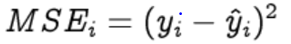 MSE_i = (y_i − ŷ_i)²